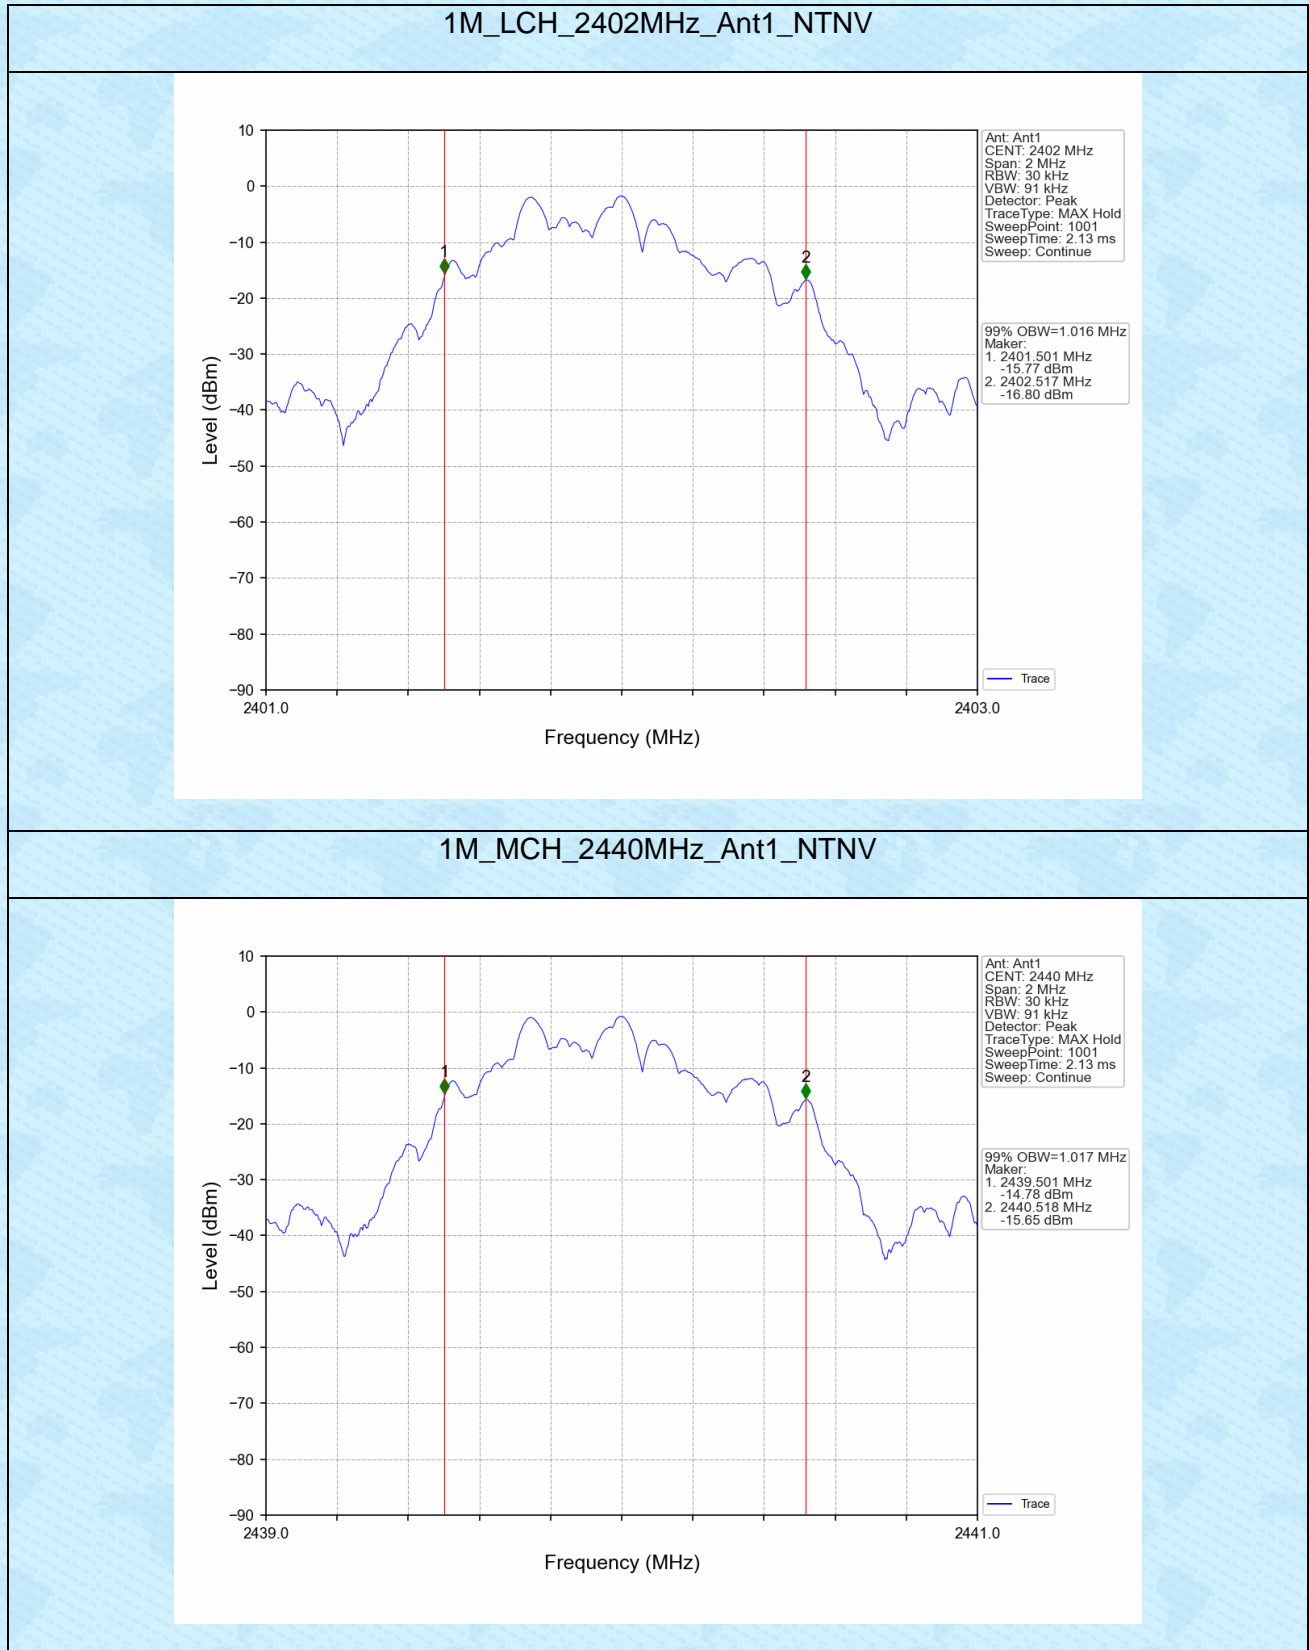 1M_LCH_2402MHz_Ant1_NTNV
10
0
−10
−20
−30
−40
−50
−60
−70
−80
−90
Level (dBm)
1
2
2401.0
2403.0
Frequency (MHz)
Ant: Ant1
CENT: 2402 MHz
Span: 2 MHz
RBW: 30 kHz
VBW: 91 kHz
Detector: Peak
TraceType: MAX Hold
SweepPoint: 1001
SweepTime: 2.13 ms
Sweep: Continue
99% OBW=1.016 MHz
Maker:
1. 2401.501 MHz
-15.77 dBm
2. 2402.517 MHz
-16.80 dBm
Trace
1M_MCH_2440MHz_Ant1_NTNV
10
0
−10
−20
−30
−40
−50
−60
−70
−80
−90
Level (dBm)
1
2
2439.0
2441.0
Frequency (MHz)
Ant: Ant1
CENT: 2440 MHz
Span: 2 MHz
RBW: 30 kHz
VBW: 91 kHz
Detector: Peak
TraceType: MAX Hold
SweepPoint: 1001
SweepTime: 2.13 ms
Sweep: Continue
99% OBW=1.017 MHz
Maker:
1. 2439.501 MHz
-14.78 dBm
2. 2440.518 MHz
-15.65 dBm
Trace